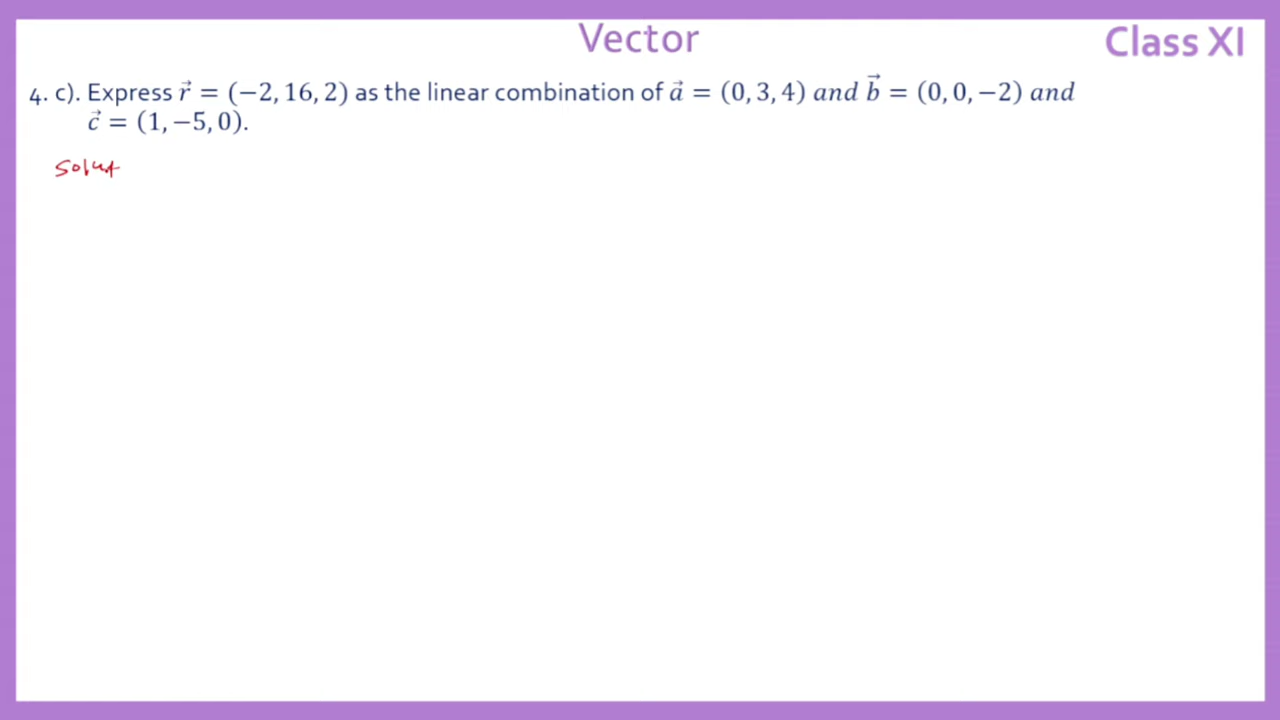 Vector
Class XI
4. c). Express r⃗ = (−2, 16, 2) as the linear combination of a⃗ = (0, 3, 4) and b⃗ = (0, 0, −2) and
c⃗ = (1, −5, 0).
Solut